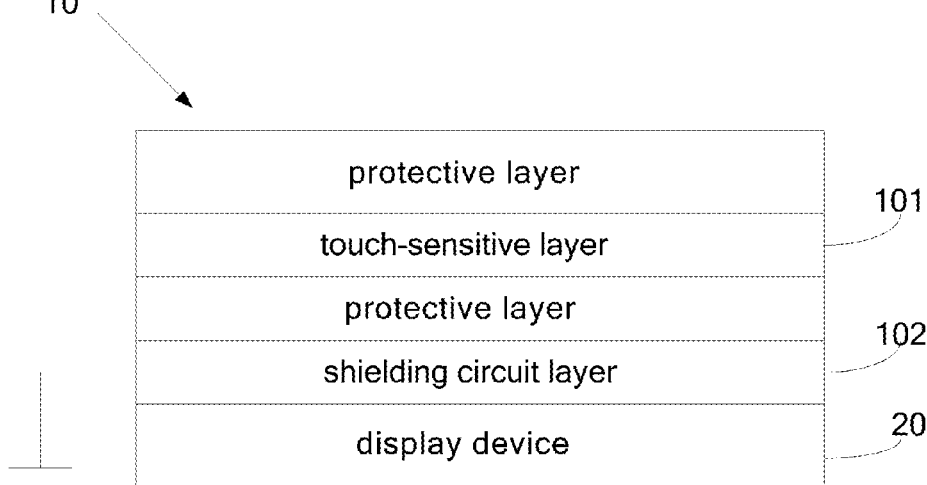 10
protective layer
101
touch-sensitive layer
protective layer
102
shielding circuit layer
20
display device